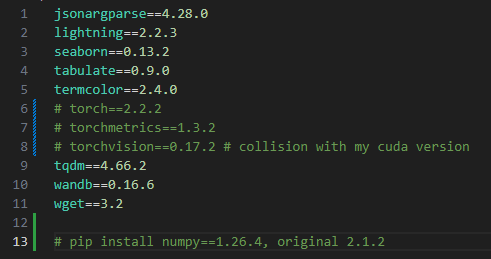 1 jsonargparse==4.28.0
2 lightning==2.2.3
3 seaborn==0.13.2
4 tabulate==0.9.0
5 termcolor==2.4.0
6 # torch==2.2.2
7 # torchmetrics==1.3.2
8 # torchvision==0.17.2 # collision with my cuda version
9 tqdm==4.66.2
10 wandb==0.16.6
11 wget==3.2
12
13 # pip install numpy==1.26.4, original 2.1.2